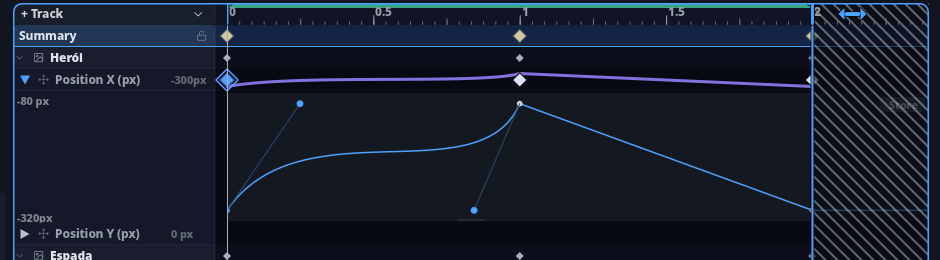 + Track 0 0.5 1 1.5 2
Summary
Heról
Position X (px) -300px
-80 px
Store
-320px
Position Y (px) 0 px
Espada